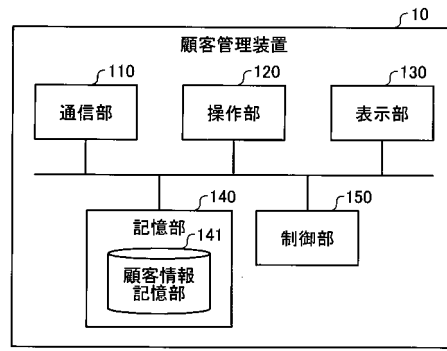 10
顧客管理装置
110
120
130
通信部
操作部
表示部
140
150
記憶部
141
制御部
顧客情報
記憶部